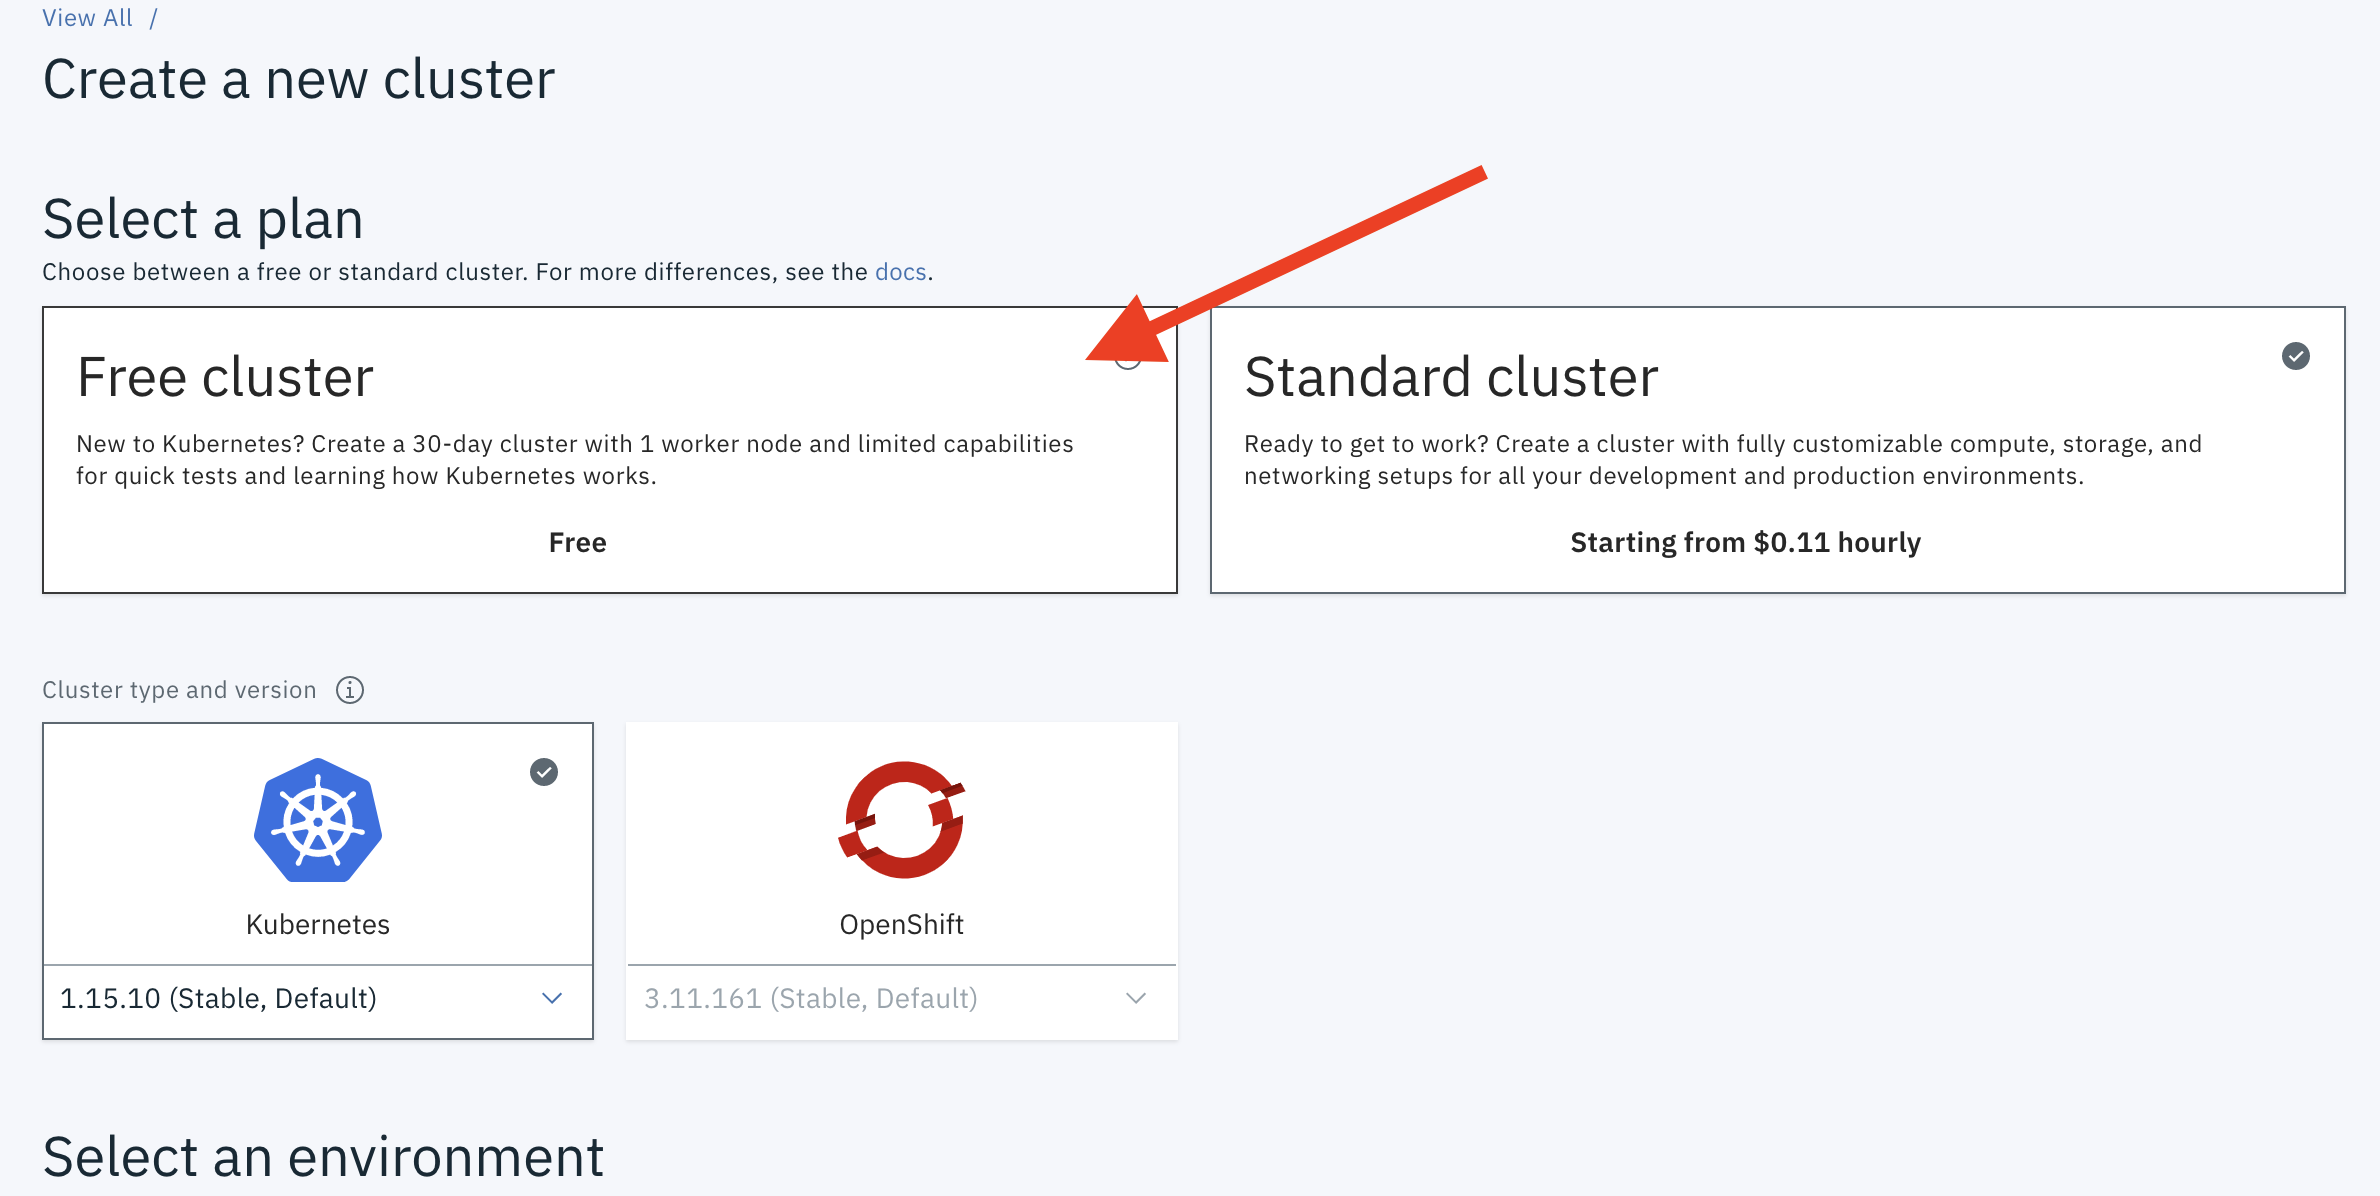 View All /
Create a new cluster
Select a plan
Choose between a free or standard cluster. For more differences, see the docs.
Free cluster
New to Kubernetes? Create a 30-day cluster with 1 worker node and limited capabilities
for quick tests and learning how Kubernetes works.
Free
Standard cluster
Ready to get to work? Create a cluster with fully customizable compute, storage, and
networking setups for all your development and production environments.
Starting from $0.11 hourly
Cluster type and version
Kubernetes
1.15.10 (Stable, Default)
OpenShift
3.11.161 (Stable, Default)
Select an environment